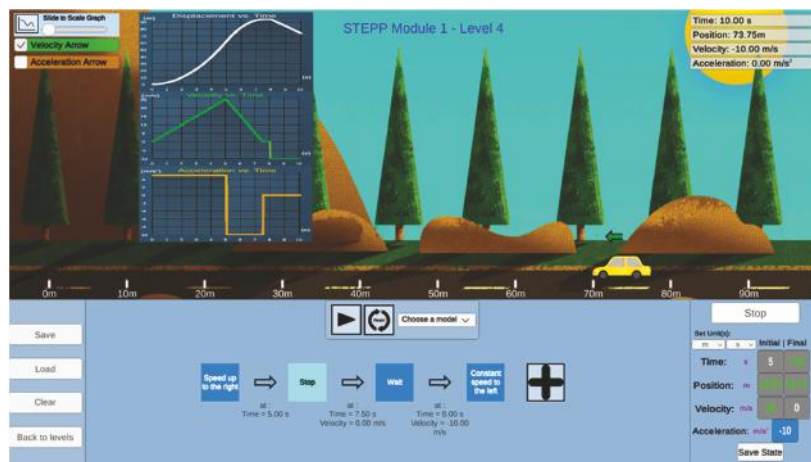 Slide to Scale Graph
Velocity Arrow
Acceleration Arrow
Displacement vs. Time
Velocity vs. Time
Acceleration vs. Time
STEPP Module 1 - Level 4
Time: 10.00 s
Position: 73.75m
Velocity: -10.00 m/s
Acceleration: 0.00 m/s²
0m 10m 20m 30m 40m 50m 60m 70m 80m 90m
Save
Load
Clear
Back to levels
Choose a model
Speed up
to the right
at :
Time = 5.00 s
Stop
at :
Time = 7.50 s
Velocity = 0.00 m/s
Wait
at :
Time = 8.00 s
Velocity = -10.00
m/s
Constant
speed to
the left
Stop
Set Unit(s):
m s Initial | Final
Time: s 5
Position: m
Velocity: m/s 0
Acceleration: m/s² -10
Save State